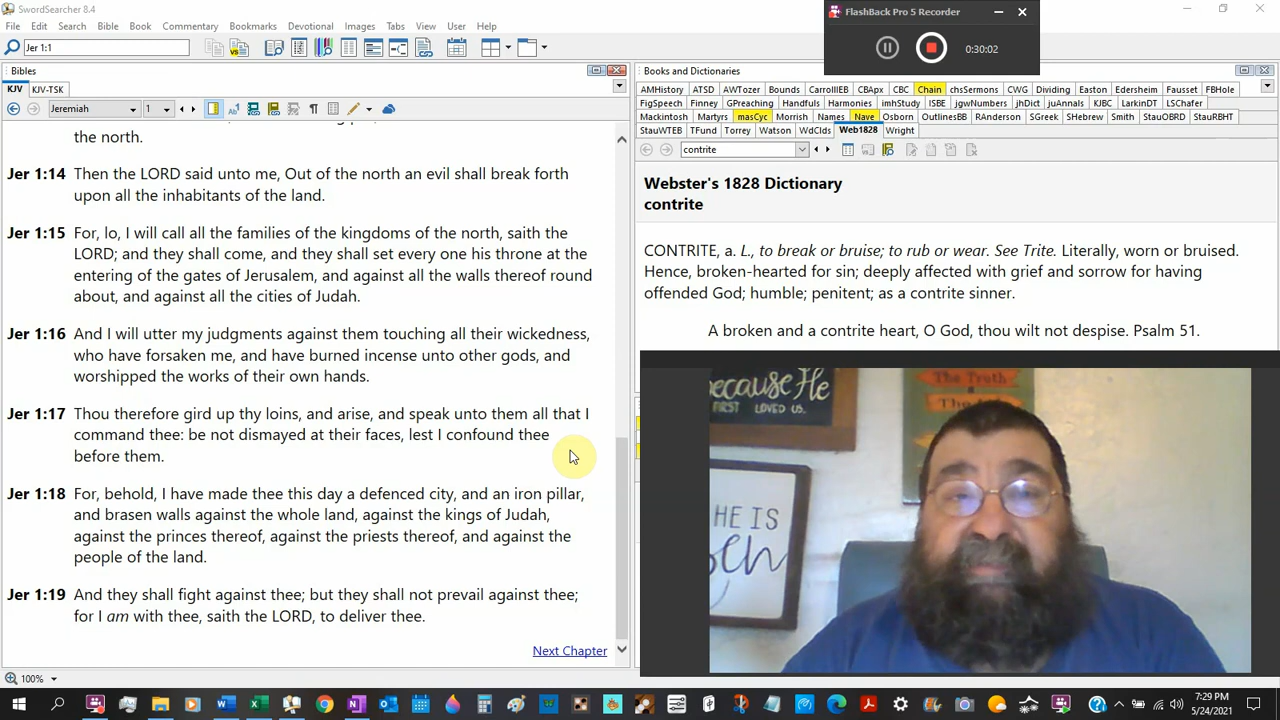 SwordSearcher 8.4
FlashBack Pro 5 Recorder
0:30:02
File Edit Search Bible Book Commentary Bookmarks Devotional Images Tabs View User Help
Jer 1:1
Bibles
KJV KJV-TSK
Jeremiah 1
the north.
Jer 1:14 Then the LORD said unto me, Out of the north an evil shall break forth
upon all the inhabitants of the land.
Jer 1:15 For, lo, I will call all the families of the kingdoms of the north, saith the
LORD; and they shall come, and they shall set every one his throne at the
entering of the gates of Jerusalem, and against all the walls thereof round
about, and against all the cities of Judah.
Jer 1:16 And I will utter my judgments against them touching all their wickedness,
who have forsaken me, and have burned incense unto other gods, and
worshipped the works of their own hands.
Jer 1:17 Thou therefore gird up thy loins, and arise, and speak unto them all that I
command thee: be not dismayed at their faces, lest I confound thee
before them.
Jer 1:18 For, behold, I have made thee this day a defenced city, and an iron pillar,
and brasen walls against the whole land, against the kings of Judah,
against the princes thereof, against the priests thereof, and against the
people of the land.
Jer 1:19 And they shall fight against thee; but they shall not prevail against thee;
for I am with thee, saith the LORD, to deliver thee.
Next Chapter
100%
Books and Dictionaries
AMHistory ATSD AWTozer Bounds CarrollEB CBApx CBC Chain chsSermons CWG Dividing Easton Edersheim Fausset FBHole
FigSpeech Finney GPreaching Handfuls Harmonies imhStudy ISBE jgwNumbers jhDict juAnnals KJBC LarkinDT LSChafer
Mackintosh Martyrs masCyc Morrish Names Nave Osborn OutlinesBB RAnderson SGreek SHebrew Smith StauOBRD StauRBHT
StauWTEB TFund Torrey Watson WdClds Web1828 Wright
contrite
Webster's 1828 Dictionary
contrite
CONTRITE, a. L., to break or bruise; to rub or wear. See Trite. Literally, worn or bruised.
Hence, broken-hearted for sin; deeply affected with grief and sorrow for having
offended God; humble; penitent; as a contrite sinner.
A broken and a contrite heart, O God, thou wilt not despise. Psalm 51.
because He
FIRST LOVED US.
The Truth
HE IS
7:29 PM
5/24/2021